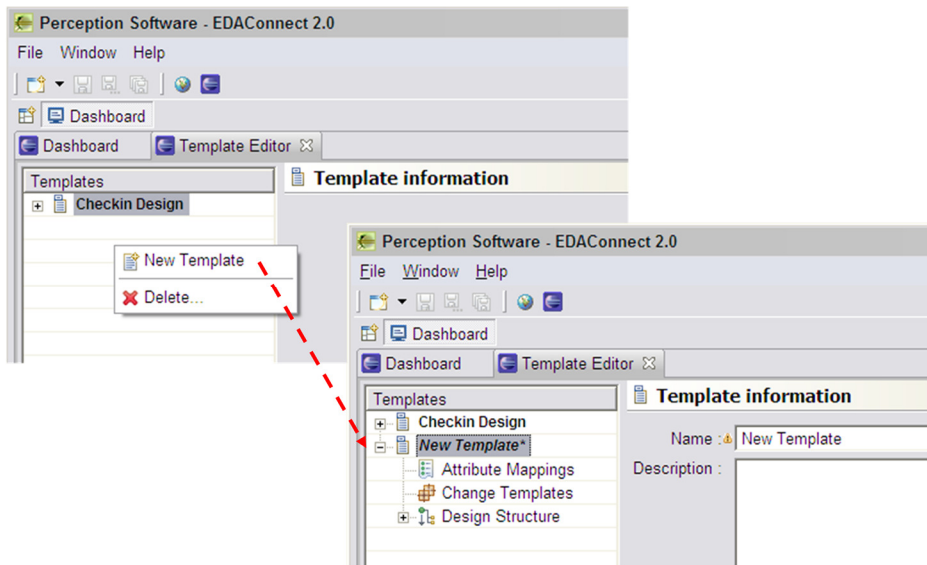 Perception Software - EDAConnect 2.0
File Window Help
Dashboard
Dashboard Template Editor
Templates
Template information
Checkin Design
New Template
Delete...
Perception Software - EDAConnect 2.0
File Window Help
Dashboard
Dashboard Template Editor
Templates
Template information
Checkin Design
New Template*
Attribute Mappings
Change Templates
Design Structure
Name : New Template
Description :